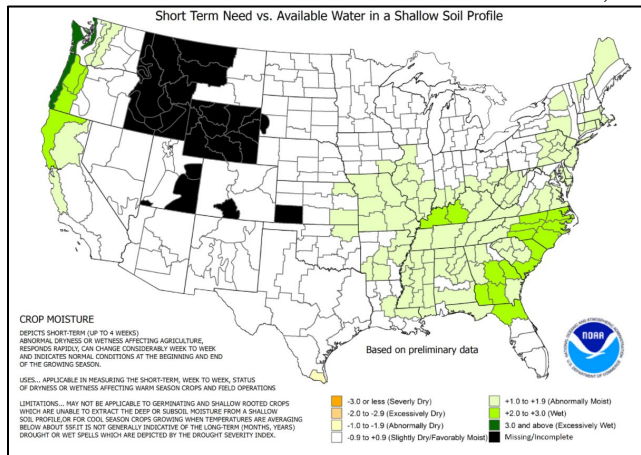 Short Term Need vs. Available Water in a Shallow Soil Profile
CROP MOISTURE
DEPICTS SHORT-TERM (UP TO 4 WEEKS)
ABNORMAL DRYNESS OR WETNESS AFFECTING AGRICULTURE,
RESPONDS RAPIDLY, CAN CHANGE CONSIDERABLY WEEK TO WEEK
AND INDICATES NORMAL CONDITIONS AT THE BEGINNING AND END
OF THE GROWING SEASON.
USES... APPLICABLE IN MEASURING THE SHORT-TERM, WEEK TO WEEK, STATUS
OF DRYNESS OR WETNESS AFFECTING WARM SEASON CROPS AND FIELD OPERATIONS
LIMITATIONS... MAY NOT BE APPLICABLE TO GERMINATING AND SHALLOW ROOTED CROPS
WHICH ARE UNABLE TO EXTRACT THE DEEP OR SUBSOIL MOISTURE FROM A SHALLOW
SOIL PROFILE,OR FOR COOL SEASON CROPS GROWING WHEN TEMPERATURES ARE AVERAGING
BELOW ABOUT 55F.IT IS NOT GENERALLY INDICATIVE OF THE LONG-TERM (MONTHS, YEARS)
DROUGHT OR WET SPELLS WHICH ARE DEPICTED BY THE DROUGHT SEVERITY INDEX.
Based on preliminary data
NOAA
-3.0 or less (Severly Dry)
-2.0 to -2.9 (Excessively Dry)
-1.0 to -1.9 (Abnormally Dry)
-0.9 to +0.9 (Slightly Dry/Favorably Moist)
+1.0 to +1.9 (Abnormally Moist)
+2.0 to +3.0 (Wet)
3.0 and above (Excessively Wet)
Missing/Incomplete